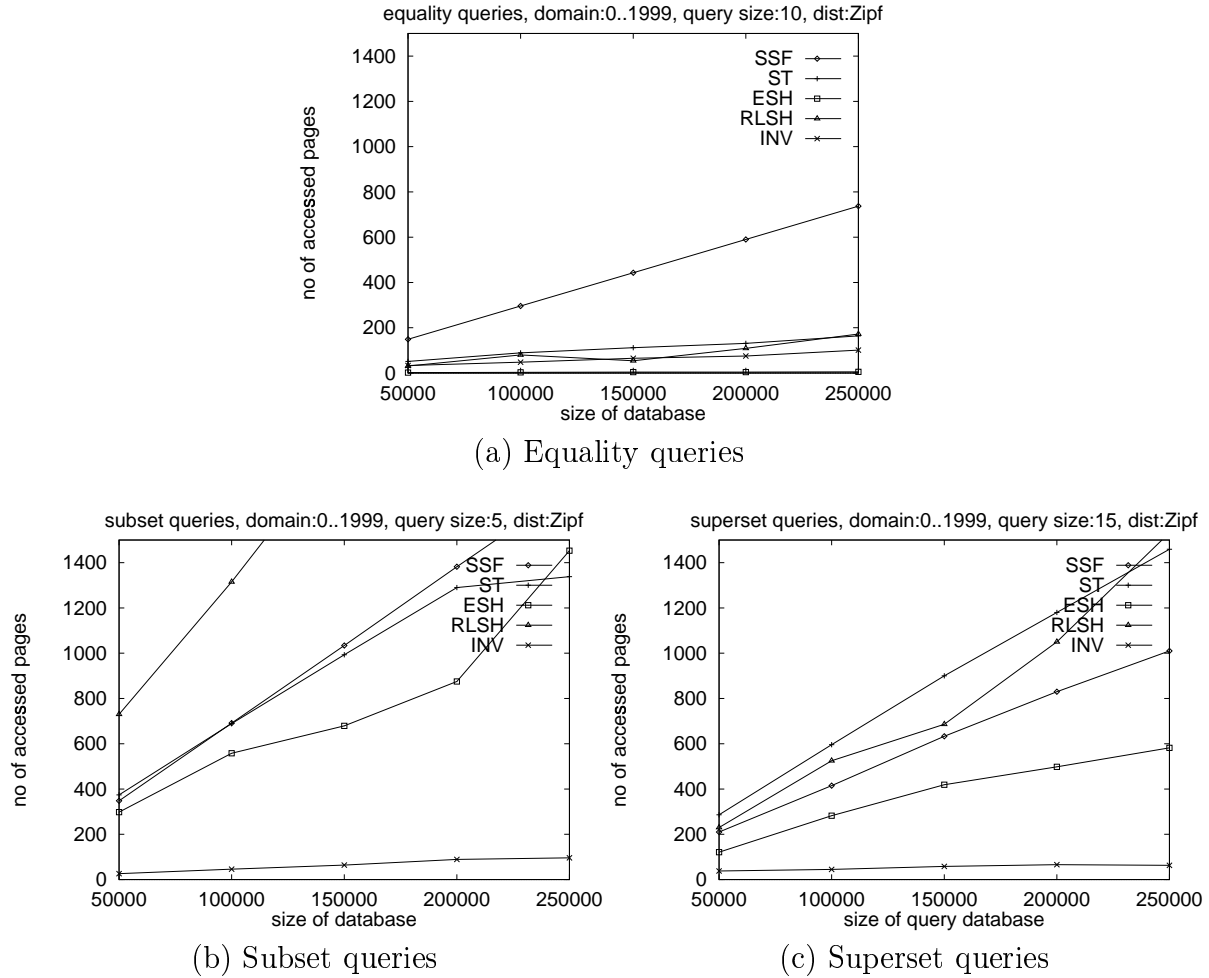 equality queries, domain:0..1999, query size:10, dist:Zipf
no of accessed pages
1400
1200
1000
800
600
400
200
0
SSF
ST
ESH
RLSH
INV
50000 100000 150000 200000 250000
size of database
(a) Equality queries
subset queries, domain:0..1999, query size:5, dist:Zipf
no of accessed pages
1400
1200
1000
800
600
400
200
0
SSF
ST
ESH
RLSH
INV
50000 100000 150000 200000 250000
size of database
(b) Subset queries
superset queries, domain:0..1999, query size:15, dist:Zipf
no of accessed pages
1400
1200
1000
800
600
400
200
0
SSF
ST
ESH
RLSH
INV
50000 100000 150000 200000 250000
size of query database
(c) Superset queries